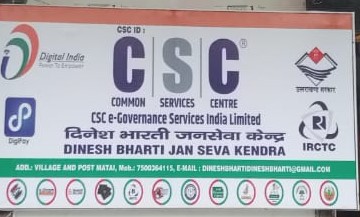 CSC ID :
Digital India
Power To Empower
CSC®
COMMON SERVICES CENTRE
उत्तराखण्ड सरकार
CSC e-Governance Services India Limited
DigiPay
दिनेश भारती जनसेवा केन्द्र
IRCTC
DINESH BHARTI JAN SEVA KENDRA
ADD.: VILLAGE AND POST MATAI, Mob.: 7500364115, E-MAIL : DINESHBHARTIDINESHBHARTI@GMAIL.COM